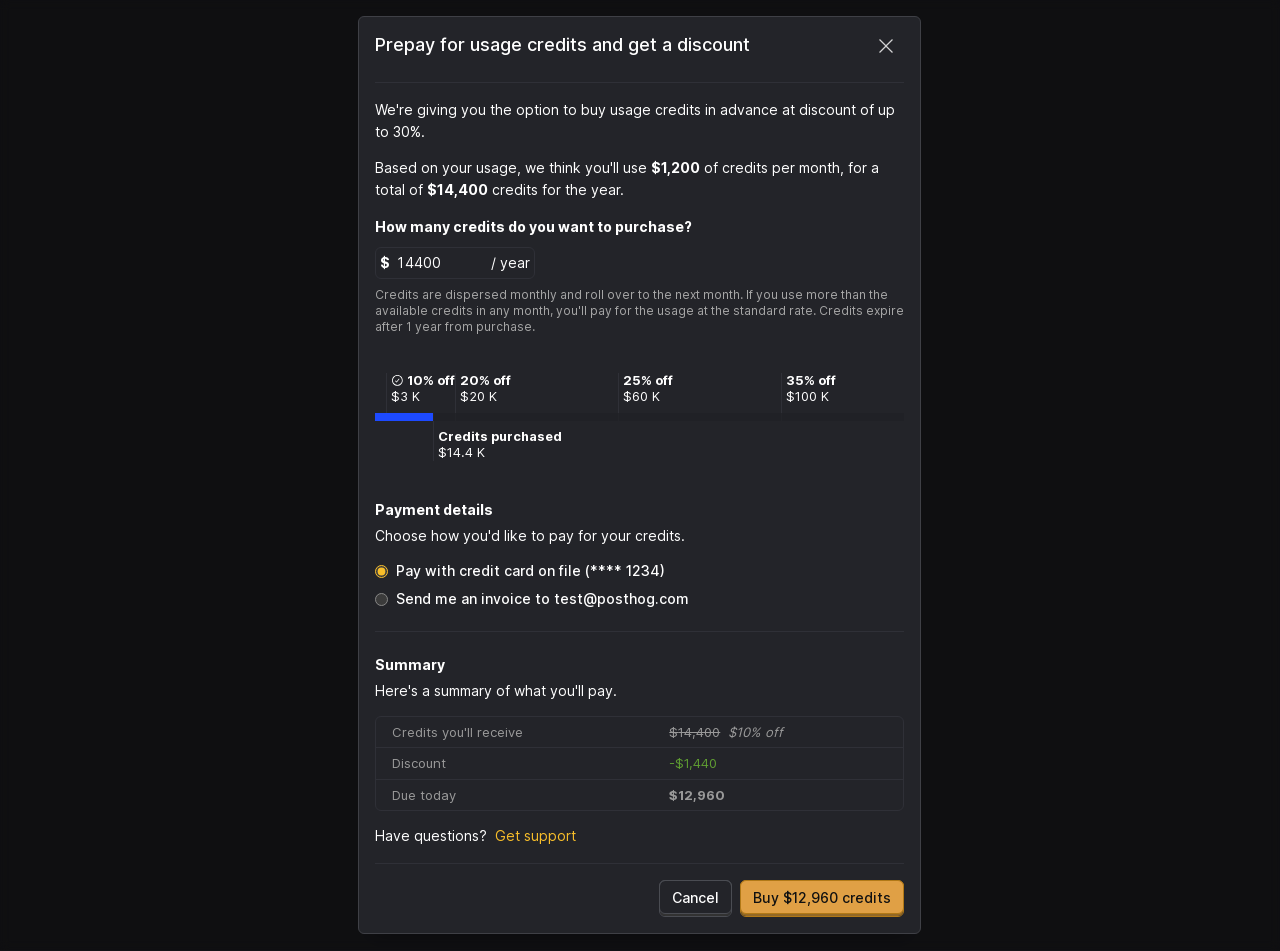 Prepay for usage credits and get a discount
We're giving you the option to buy usage credits in advance at discount of up
to 30%.
Based on your usage, we think you'll use $1,200 of credits per month, for a
total of $14,400 credits for the year.
How many credits do you want to purchase?
$ 14400 / year
Credits are dispersed monthly and roll over to the next month. If you use more than the
available credits in any month, you'll pay for the usage at the standard rate. Credits expire
after 1 year from purchase.
10% off 20% off 25% off 35% off
$3 K $20 K $60 K $100 K
Credits purchased
$14.4 K
Payment details
Choose how you'd like to pay for your credits.
Pay with credit card on file (**** 1234)
Send me an invoice to test@posthog.com
Summary
Here's a summary of what you'll pay.
Credits you'll receive $14,400 $10% off
Discount -$1,440
Due today $12,960
Have questions? Get support
Cancel Buy $12,960 credits